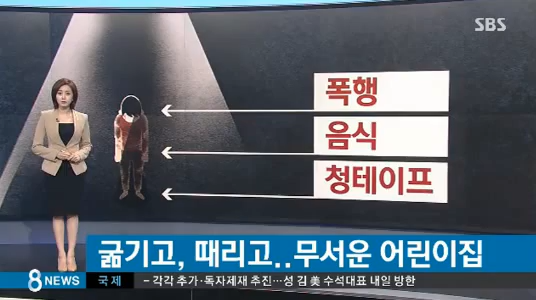 SBS
폭행
음식
청테이프
굶기고, 때리고..무서운 어린이집
8 NEWS 국 제 - 각각 추가·독자제재 추진…성 김 美 수석대표 내일 방한